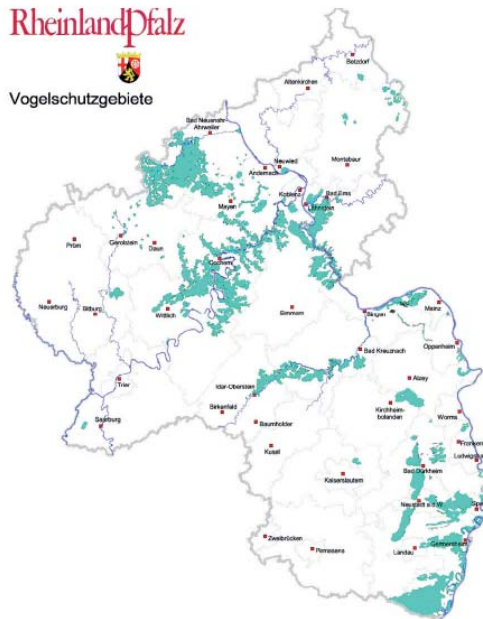 RheinlandPfalz
Vogelschutzgebiete
Betzdorf
Altenkirchen
Bad Neuenahr-
Ahrweiler
Neuwied
Montabaur
Andernach
Koblenz
Bad Ems
Lahnstein
Mayen
Prüm
Gerolstein
Daun
Cochem
Neuerburg
Bitburg
Wittlich
Simmern
Bingen
Mainz
Oppenheim
Bad Kreuznach
Trier
Idar-Oberstein
Alzey
Birkenfeld
Kirchheim-
bolanden
Worms
Saarburg
Baumholder
Kusel
Bad Dürkheim
Kaiserslautern
Neustadt a.d.W.
Zweibrücken
Pirmasens
Landau
Germersheim